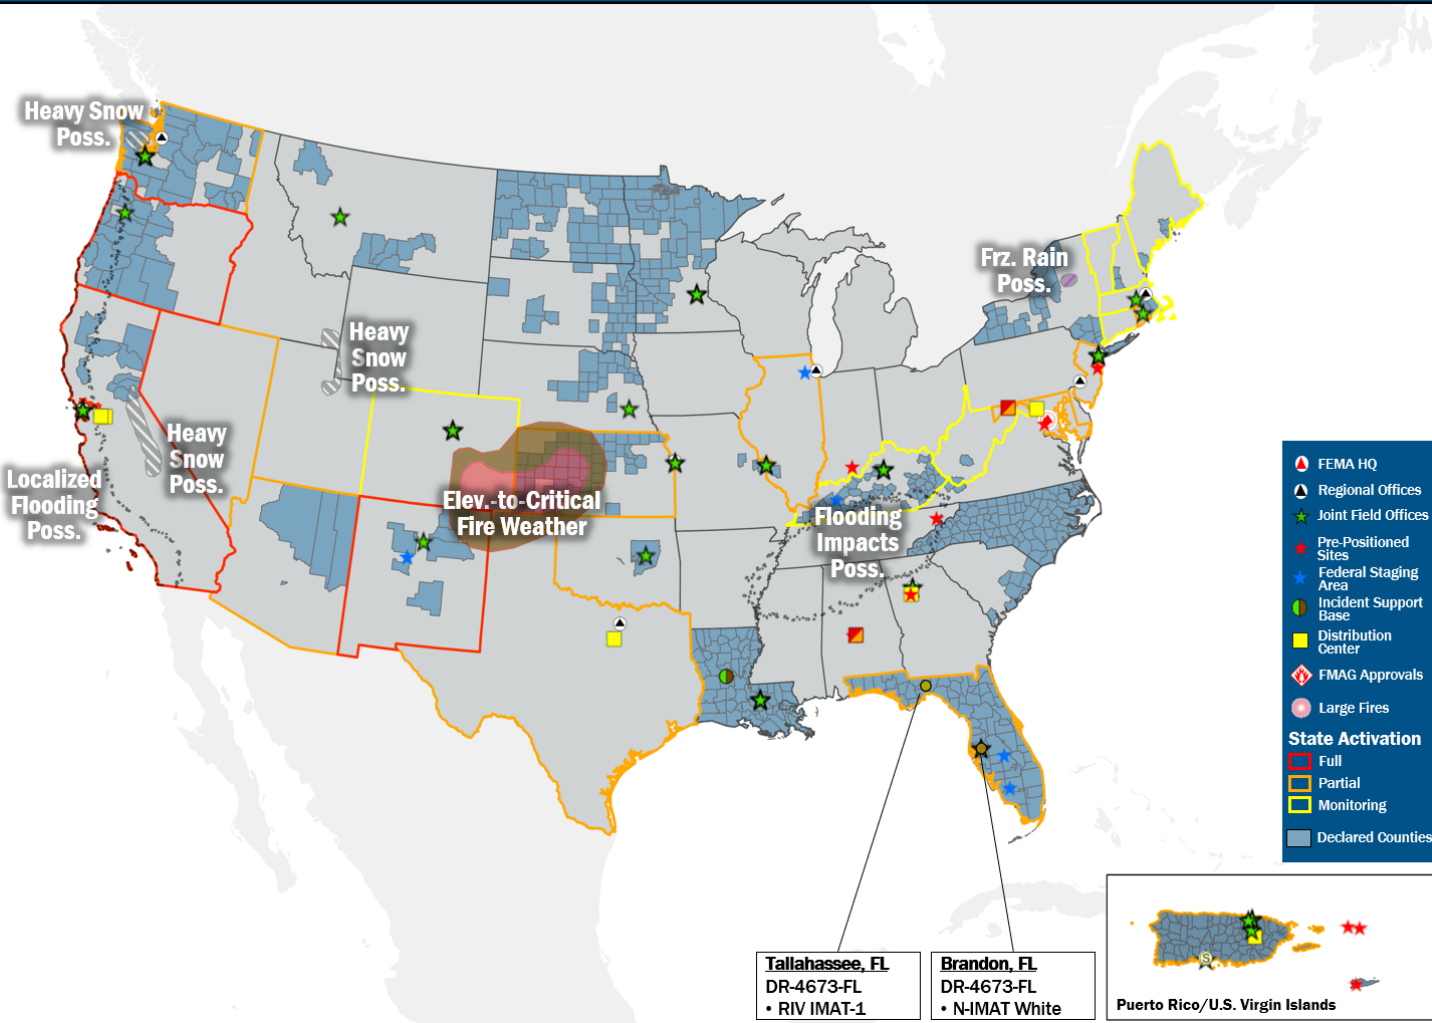 Heavy Snow
Poss.
Frz. Rain
Poss.
Heavy
Snow
Poss.
Heavy
Snow
Poss.
Localized
Flooding
Poss.
Elev.-to-Critical
Fire Weather
Flooding
Impacts
Poss.
FEMA HQ
Regional Offices
Joint Field Offices
Pre-Positioned
Sites
Federal Staging
Area
Incident Support
Base
Distribution
Center
FMAG Approvals
Large Fires
State Activation
Full
Partial
Monitoring
Declared Counties
Tallahassee, FL
DR-4673-FL
• RIV IMAT-1
Brandon, FL
DR-4673-FL
• N-IMAT White
S
Puerto Rico/U.S. Virgin Islands